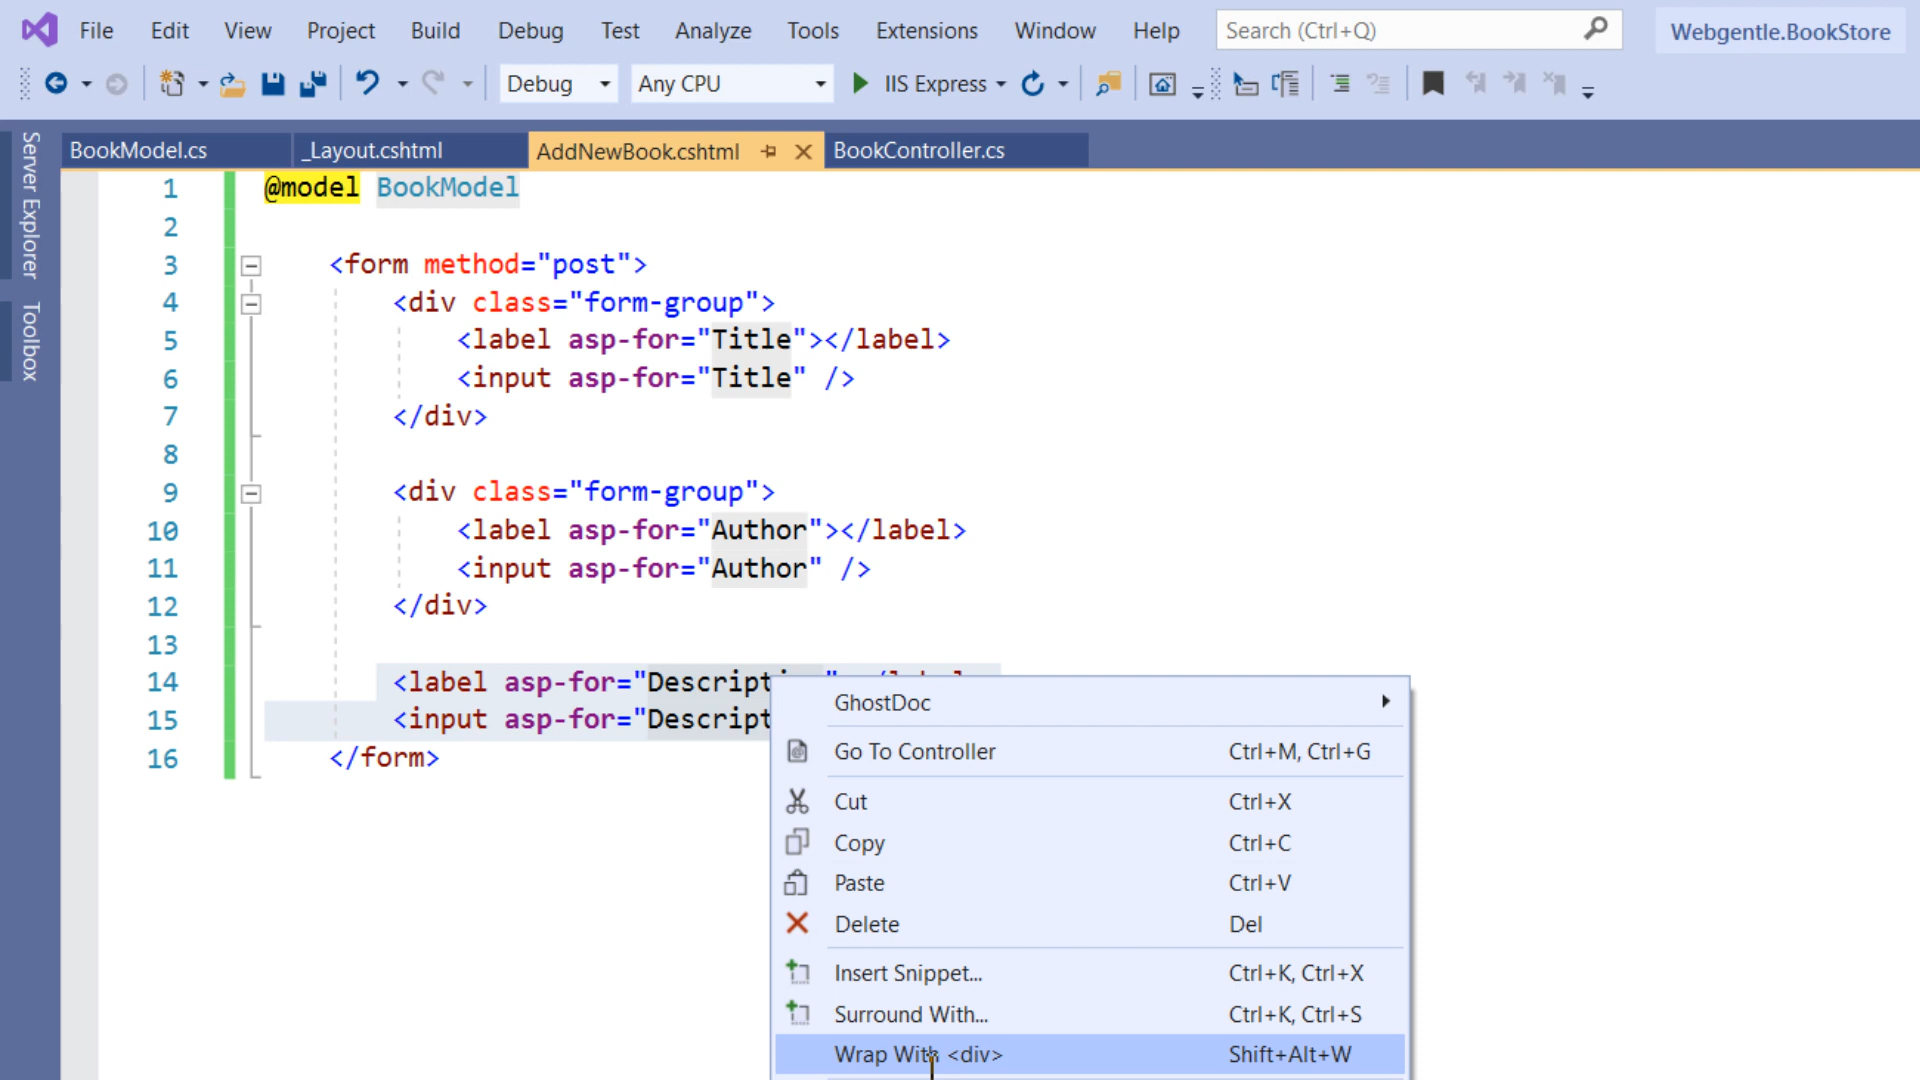 File Edit View Project Build Debug Test Analyze Tools Extensions Window Help Search (Ctrl+Q) Webgentle.BookStore
Debug Any CPU IIS Express
BookModel.cs _Layout.cshtml AddNewBook.cshtml BookController.cs
Server Explorer
Toolbox
1 @model BookModel
2
3 <form method="post">
4 <div class="form-group">
5 <label asp-for="Title"></label>
6 <input asp-for="Title" />
7 </div>
8
9 <div class="form-group">
10 <label asp-for="Author"></label>
11 <input asp-for="Author" />
12 </div>
13
14 <label asp-for="Description"></label>
15 <input asp-for="Descript
16 </form>
GhostDoc
Go To Controller Ctrl+M, Ctrl+G
Cut Ctrl+X
Copy Ctrl+C
Paste Ctrl+V
Delete Del
Insert Snippet... Ctrl+K, Ctrl+X
Surround With... Ctrl+K, Ctrl+S
Wrap With <div> Shift+Alt+W